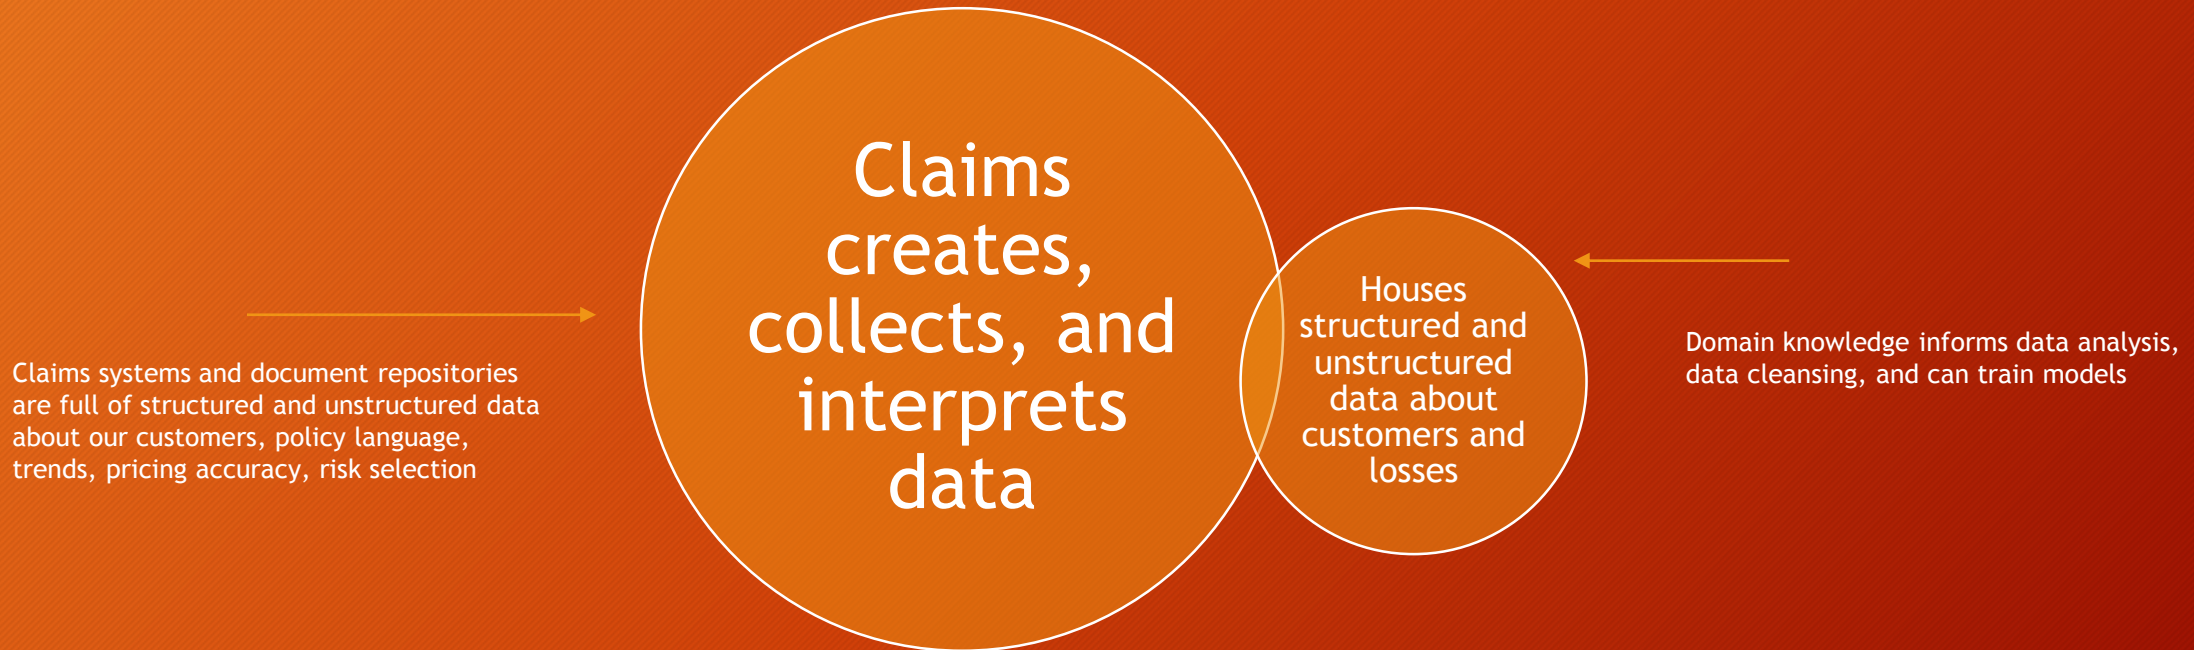 Claims systems and document repositories
are full of structured and unstructured data
about our customers, policy language,
trends, pricing accuracy, risk selection
Claims
creates,
collects, and
interprets
data
Houses
structured and
unstructured
data about
customers and
losses
Domain knowledge informs data analysis,
data cleansing, and can train models